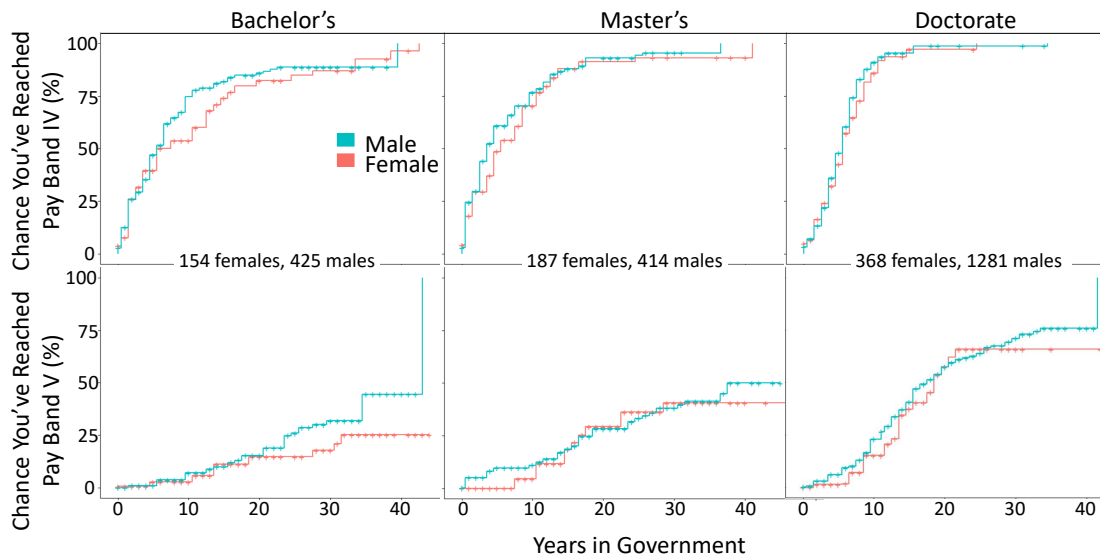 Bachelor's
Master's
Doctorate
Chance You've Reached
Pay Band IV (%)
100
75
50
25
0
Male
Female
154 females, 425 males
187 females, 414 males
368 females, 1281 males
Chance You've Reached
Pay Band V (%)
100
75
50
25
0
0 10 20 30 40
0 10 20 30 40
0 10 20 30 40
Years in Government